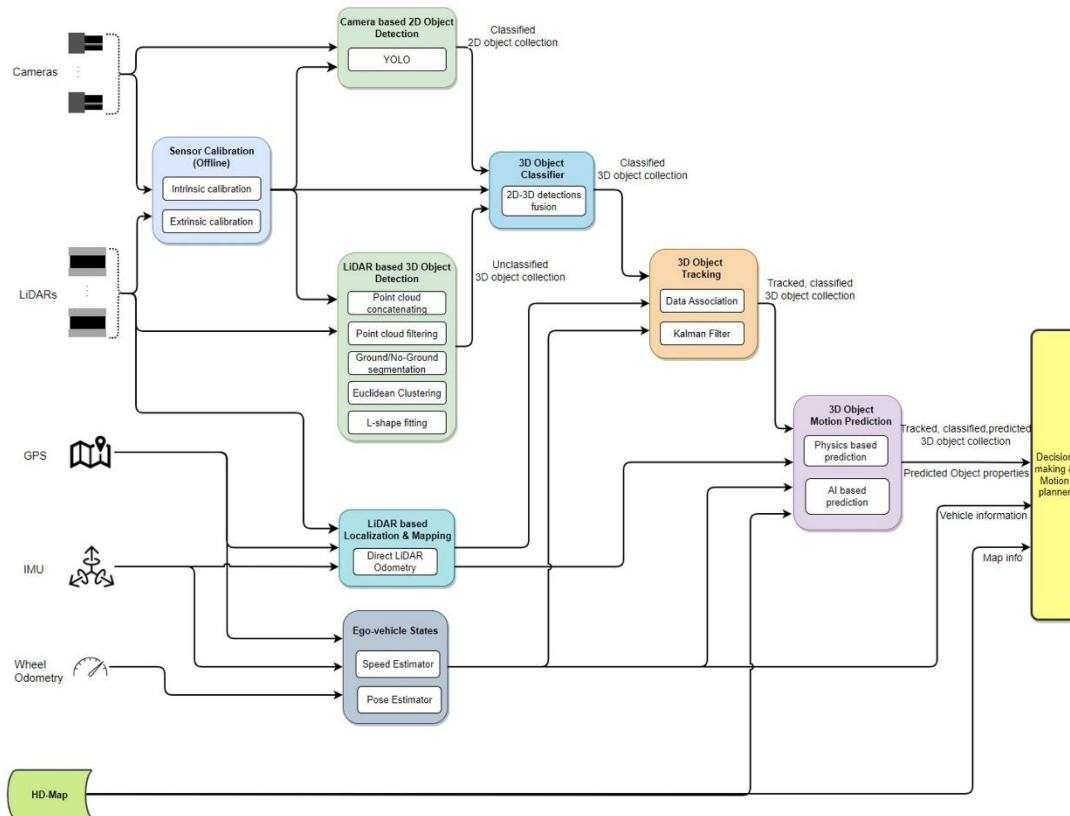 Camera based 2D Object
Detection
YOLO
Classified
2D object collection
Cameras
Sensor Calibration
(Offline)
Intrinsic calibration
Extrinsic calibration
3D Object
Classifier
2D-3D detections
fusion
Classified
3D object collection
LiDARs
LiDAR based 3D Object
Detection
Point cloud
concatenating
Point cloud filtering
Ground/No-Ground
segmentation
Euclidean Clustering
L-shape fitting
Unclassified
3D object collection
3D Object
Tracking
Data Association
Kalman Filter
Tracked, classified
3D object collection
3D Object
Motion Prediction
Physics based
prediction
AI based
prediction
Tracked, classified,predicted
3D object collection
Predicted Object properties
Decision
making &
Motion
planner
Vehicle information
Map info
GPS
LiDAR based
Localization & Mapping
Direct LiDAR
Odometry
IMU
Ego-vehicle States
Speed Estimator
Pose Estimator
Wheel
Odometry
HD-Map